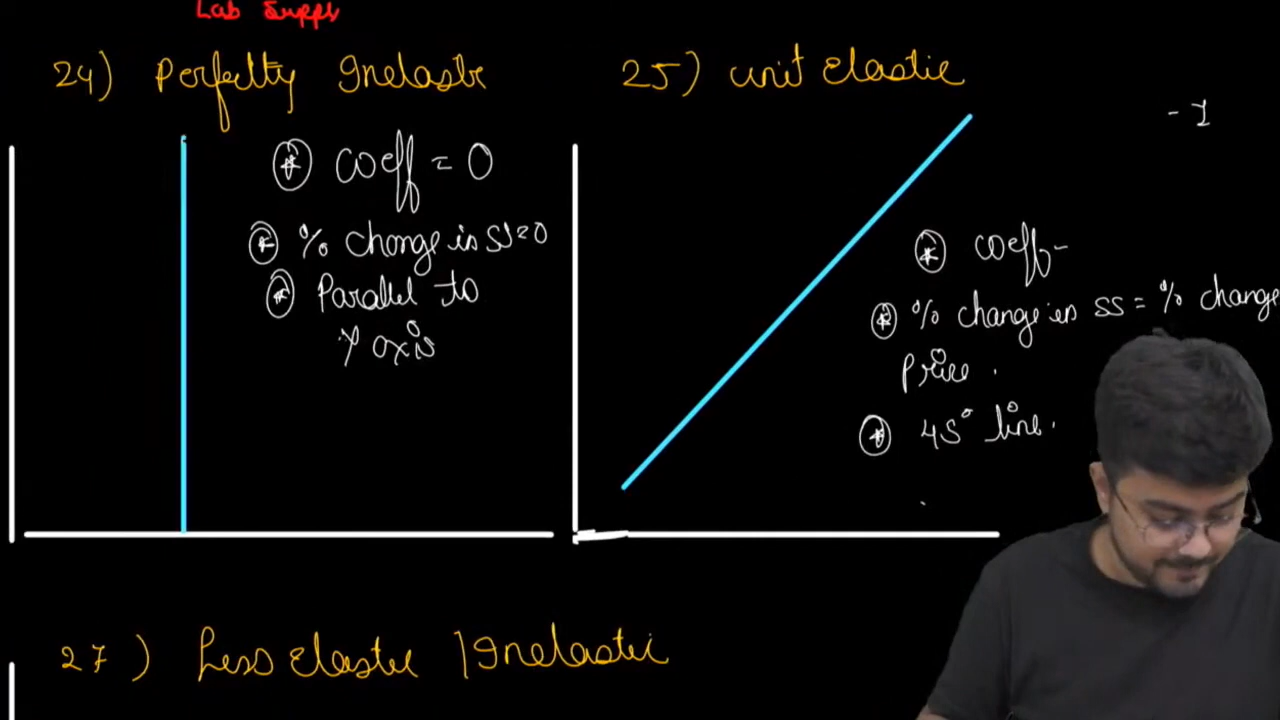 Lab Suppl
24) Perfeltty Inelastic
* coeff = 0
* % change in SS=0
* Parallel to
Y axis
25) unit Elastic
- 1
* coeff-
* % change in SS = % change
Price .
* 45° line.
27) Less Elastic | Inelastic